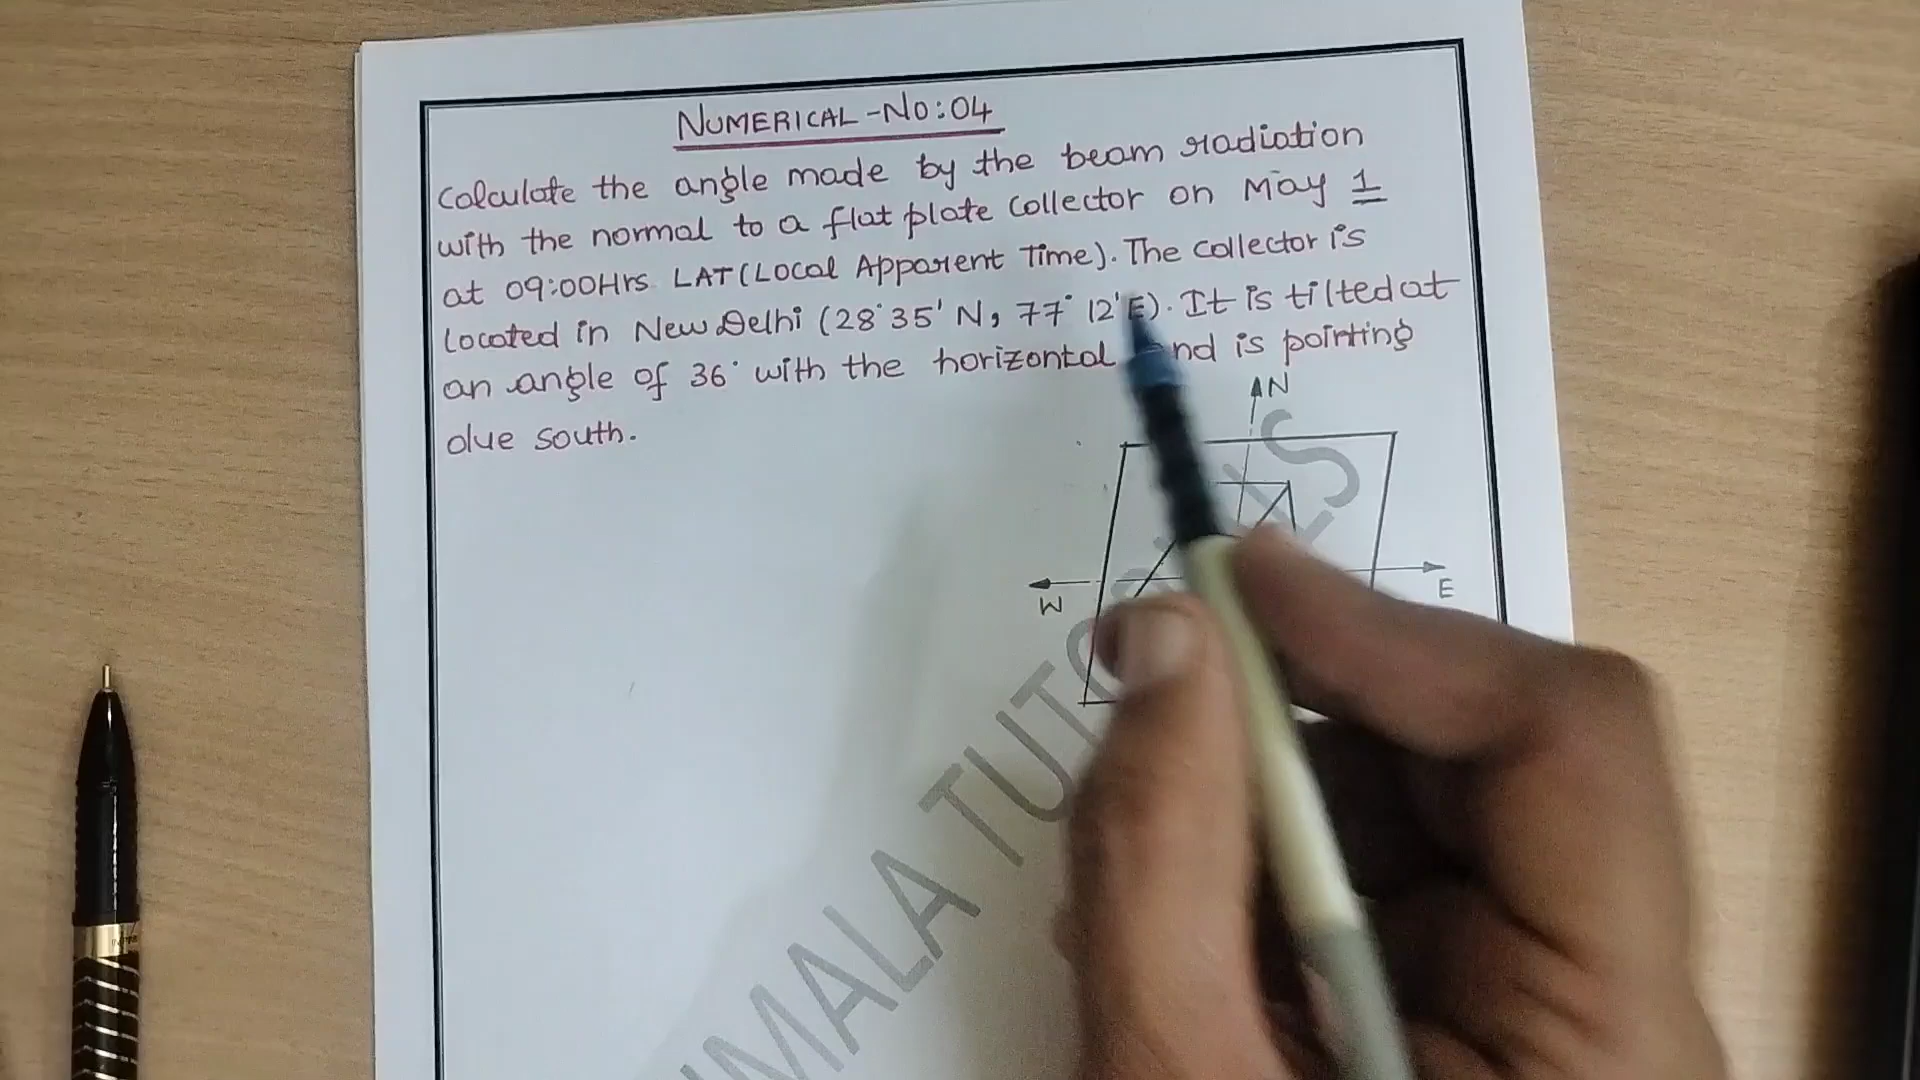 NUMERICAL-NO:04
Calculate the angle made by the beam radiation
with the normal to a flat plate collector on May 1
at 09:00Hrs LAT (Local Apparent Time). The collector is
located in New Delhi (28° 35' N, 77° 12' E). It is tilted at
an angle of 36° with the horizontal and is pointing
due south.
N
W
E